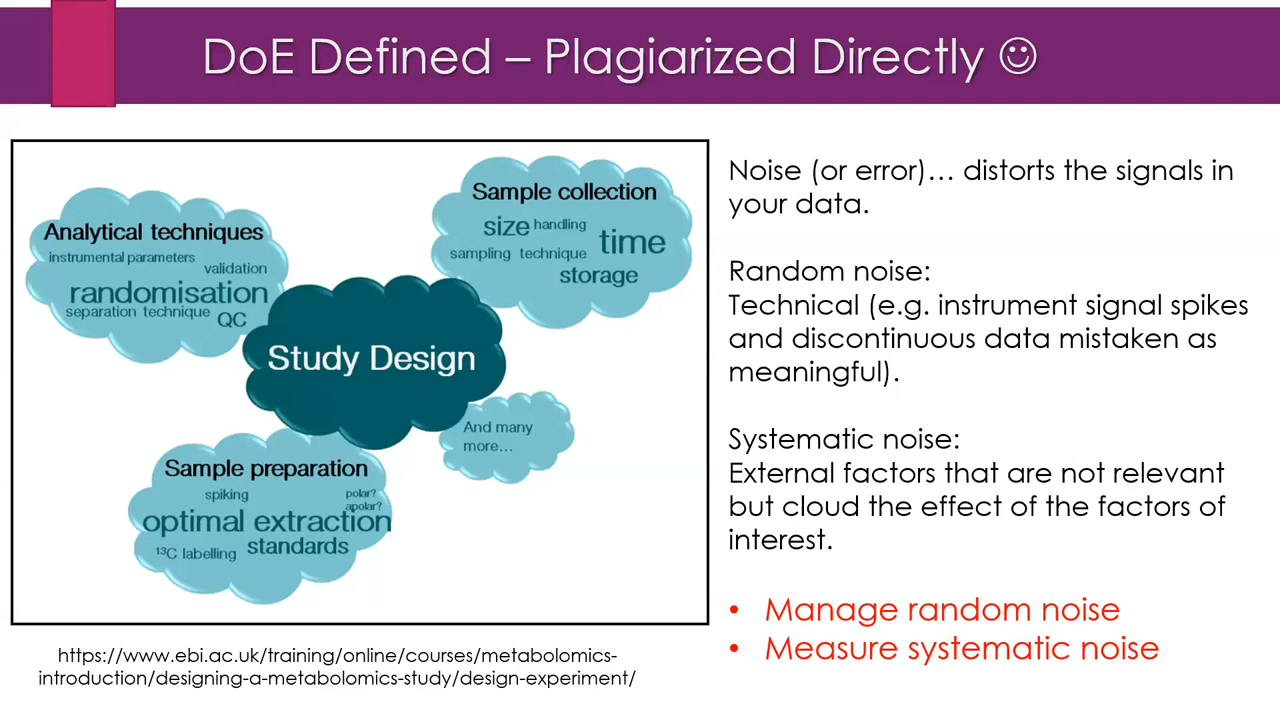 DoE Defined – Plagiarized Directly ☺
Analytical techniques
instrumental parameters
validation
randomisation
separation technique
QC
Sample collection
size handling
time
sampling technique
storage
Study Design
And many
more…
Sample preparation
spiking
polar?
apolar?
optimal extraction
¹³C labelling
standards
https://www.ebi.ac.uk/training/online/courses/metabolomics-
introduction/designing-a-metabolomics-study/design-experiment/
Noise (or error)… distorts the signals in
your data.
Random noise:
Technical (e.g. instrument signal spikes
and discontinuous data mistaken as
meaningful).
Systematic noise:
External factors that are not relevant
but cloud the effect of the factors of
interest.
• Manage random noise
• Measure systematic noise